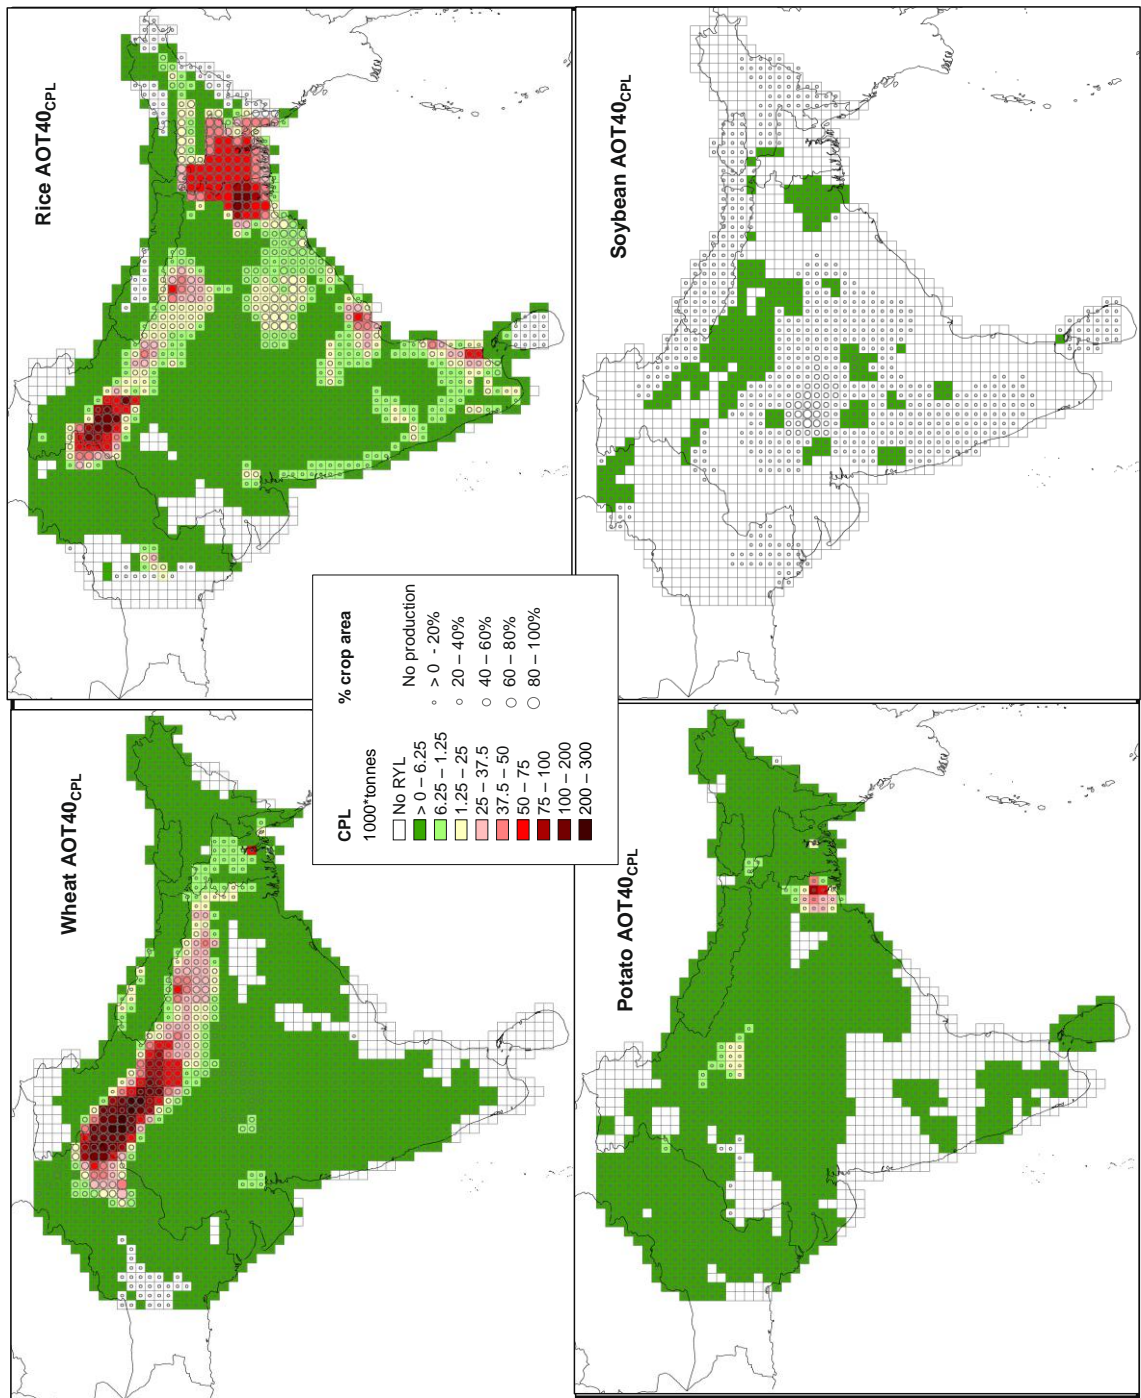 Wheat AOT40CPL
Rice AOT40CPL
CPL
1000*tonnes
No RYL
> 0 – 6.25
6.25 – 1.25
1.25 – 25
25 – 37.5
37.5 – 50
50 – 75
75 – 100
100 – 200
200 – 300
% crop area
No production
> 0 - 20%
20 – 40%
40 – 60%
60 – 80%
80 – 100%
Potato AOT40CPL
Soybean AOT40CPL